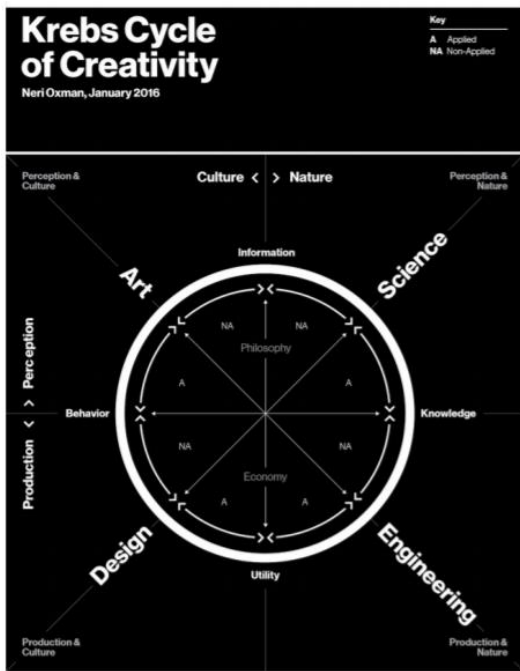 Krebs Cycle
of Creativity
Neri Oxman, January 2016
Key
A Applied
NA Non-Applied
Perception &
Culture
Culture < > Nature
Perception &
Nature
Information
Art
Science
NA
NA
Philosophy
A
A
Production < > Perception
Behavior
Knowledge
NA
NA
Economy
A
A
Design
Engineering
Utility
Production &
Culture
Production &
Nature